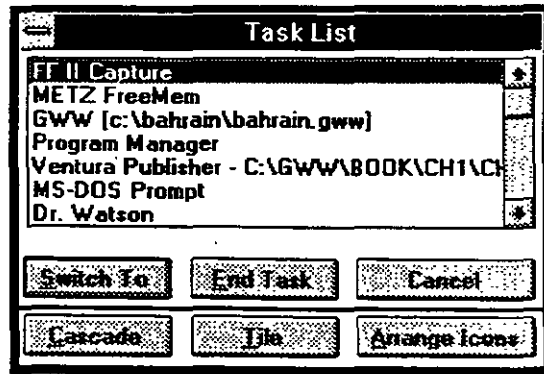 Task List
FF II Capture
METZ FreeMem
GWW [c:\bahrain\bahrain.gww]
Program Manager
Ventura Publisher - C:\GWW\BOOK\CH1\CH
MS-DOS Prompt
Dr. Watson
Switch To End Task Cancel
Cascade Tile Arrange Icons